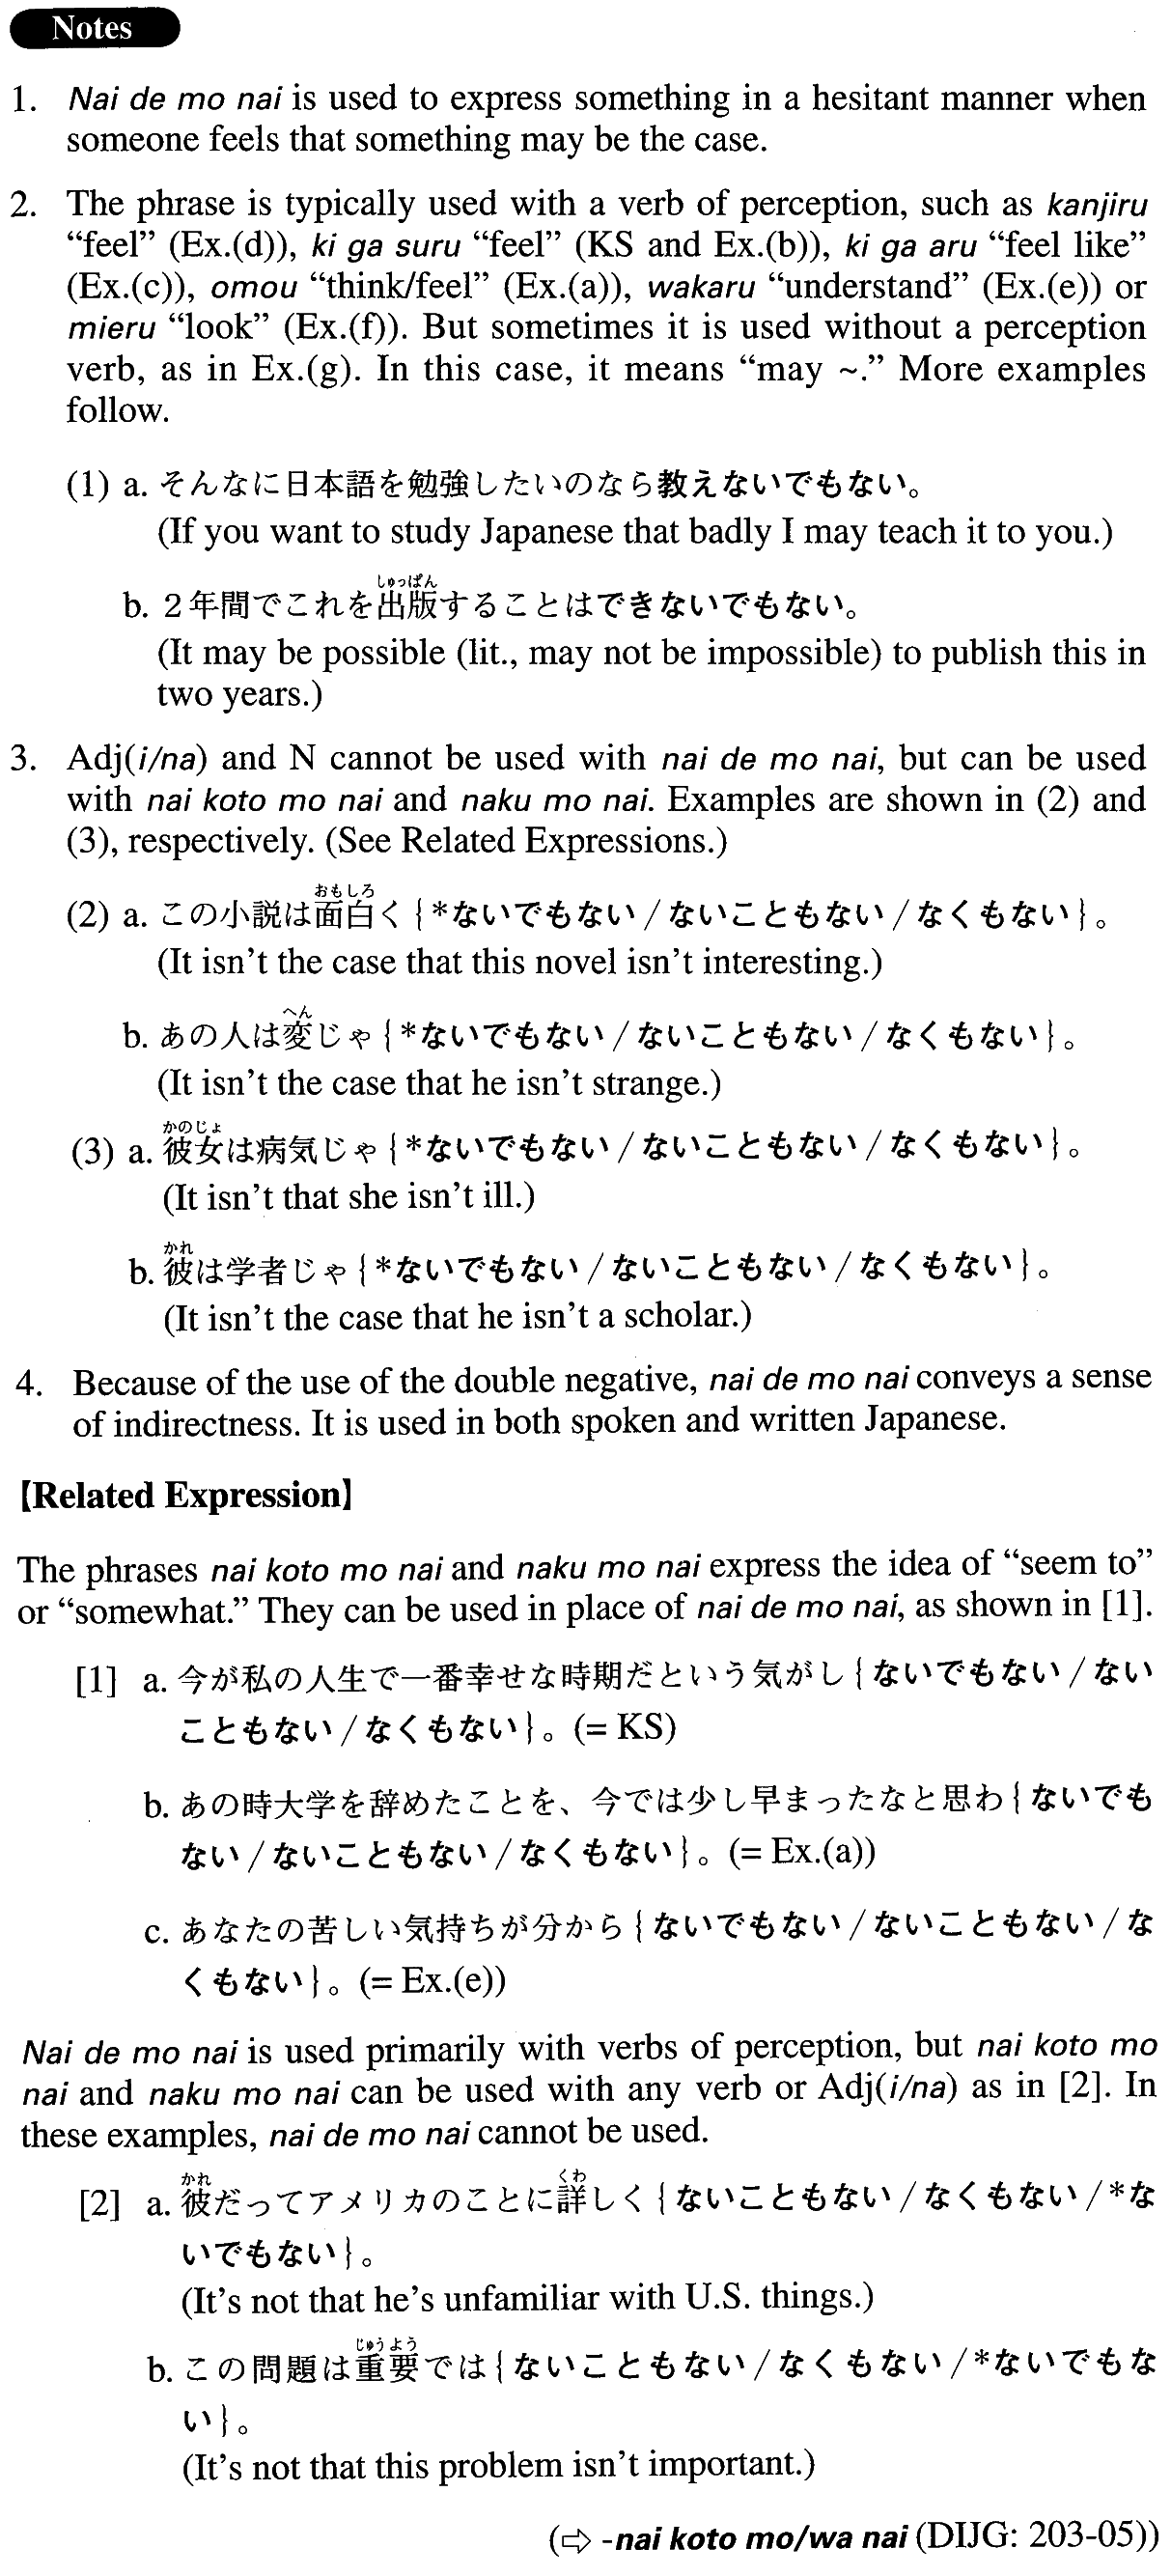 Notes
1. Nai de mo nai is used to express something in a hesitant manner when
someone feels that something may be the case.
2. The phrase is typically used with a verb of perception, such as kanjiru
“feel” (Ex.(d)), ki ga suru “feel” (KS and Ex.(b)), ki ga aru “feel like”
(Ex.(c)), omou “think/feel” (Ex.(a)), wakaru “understand” (Ex.(e)) or
mieru “look” (Ex.(f)). But sometimes it is used without a perception
verb, as in Ex.(g). In this case, it means “may ~.” More examples
follow.
(1) a. そんなに日本語を勉強したいのなら教えないでもない。
(If you want to study Japanese that badly I may teach it to you.)
しゅっぱん
b. 2年間でこれを出版することはできないでもない。
(It may be possible (lit., may not be impossible) to publish this in
two years.)
3. Adj(i/na) and N cannot be used with nai de mo nai, but can be used
with nai koto mo nai and naku mo nai. Examples are shown in (2) and
(3), respectively. (See Related Expressions.)
おもしろ
(2) a. この小説は面白く{*ないでもない/ないこともない/なくもない}。
(It isn’t the case that this novel isn’t interesting.)
へん
b. あの人は変じゃ{*ないでもない/ないこともない/なくもない}。
(It isn’t the case that he isn’t strange.)
かのじょ
(3) a. 彼女は病気じゃ{*ないでもない/ないこともない/なくもない}。
(It isn’t that she isn’t ill.)
かれ
b. 彼は学者じゃ{*ないでもない/ないこともない/なくもない}。
(It isn’t the case that he isn’t a scholar.)
4. Because of the use of the double negative, nai de mo nai conveys a sense
of indirectness. It is used in both spoken and written Japanese.
【Related Expression】
The phrases nai koto mo nai and naku mo nai express the idea of “seem to”
or “somewhat.” They can be used in place of nai de mo nai, as shown in [1].
[1] a. 今が私の人生で一番幸せな時期だという気がし{ないでもない/ない
こともない/なくもない}。(= KS)
b. あの時大学を辞めたことを、今では少し早まったなと思わ{ないでも
ない/ないこともない/なくもない}。(= Ex.(a))
c. あなたの苦しい気持ちが分から{ないでもない/ないこともない/な
くもない}。(= Ex.(e))
Nai de mo nai is used primarily with verbs of perception, but nai koto mo
nai and naku mo nai can be used with any verb or Adj(i/na) as in [2]. In
these examples, nai de mo nai cannot be used.
かれ くわ
[2] a. 彼だってアメリカのことに詳しく{ないこともない/なくもない/*な
いでもない}。
(It’s not that he’s unfamiliar with U.S. things.)
じゅうよう
b. この問題は重要では{ないこともない/なくもない/*ないでもな
い}。
(It’s not that this problem isn’t important.)
(⇨ -nai koto mo/wa nai (DIJG: 203-05))